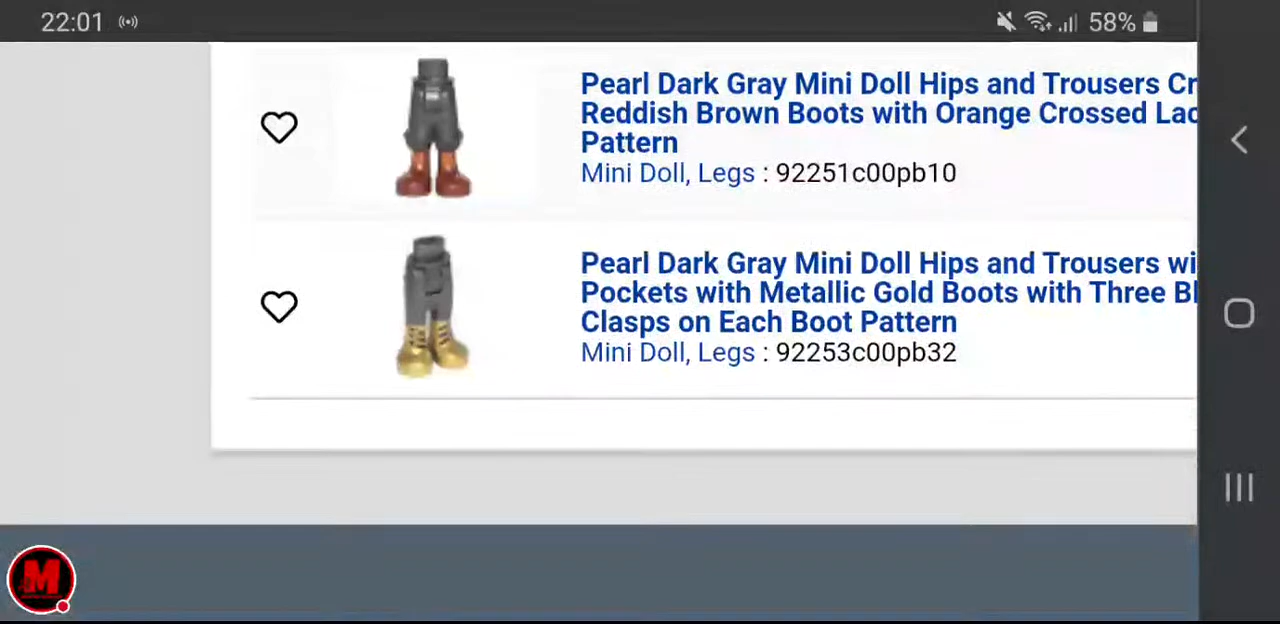 22:01
58%
Pearl Dark Gray Mini Doll Hips and Trousers Cr
Reddish Brown Boots with Orange Crossed Lac
Pattern
Mini Doll, Legs : 92251c00pb10
Pearl Dark Gray Mini Doll Hips and Trousers wi
Pockets with Metallic Gold Boots with Three Bl
Clasps on Each Boot Pattern
Mini Doll, Legs : 92253c00pb32
M